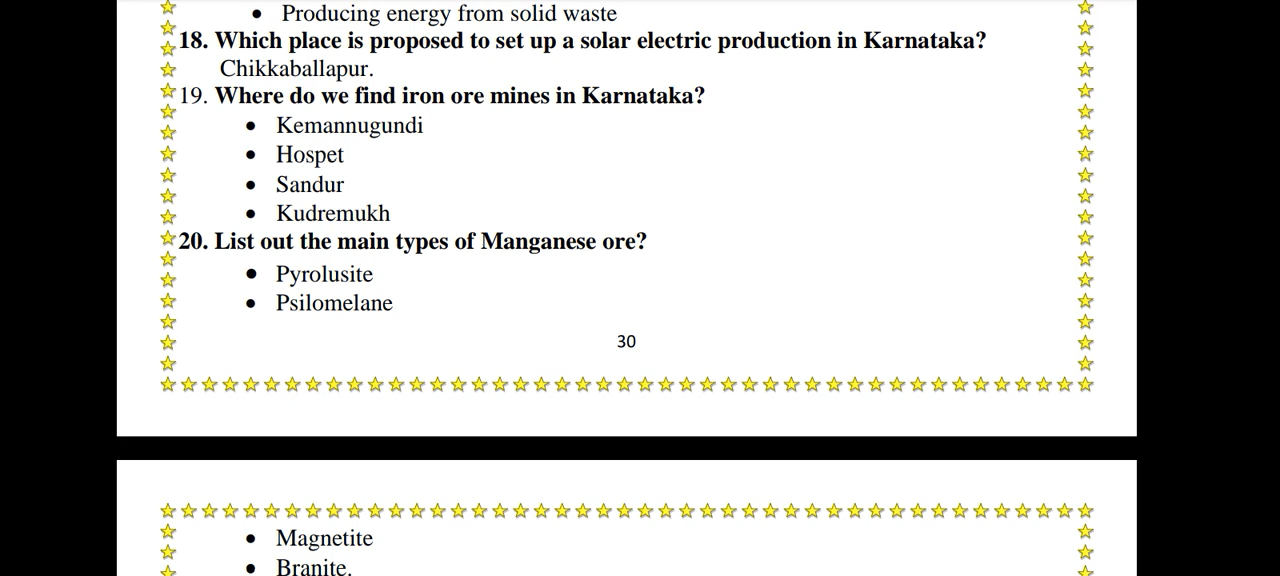 • Producing energy from solid waste
18. Which place is proposed to set up a solar electric production in Karnataka?
Chikkaballapur.
19. Where do we find iron ore mines in Karnataka?
• Kemannugundi
• Hospet
• Sandur
• Kudremukh
20. List out the main types of Manganese ore?
• Pyrolusite
• Psilomelane
30
• Magnetite
• Branite.